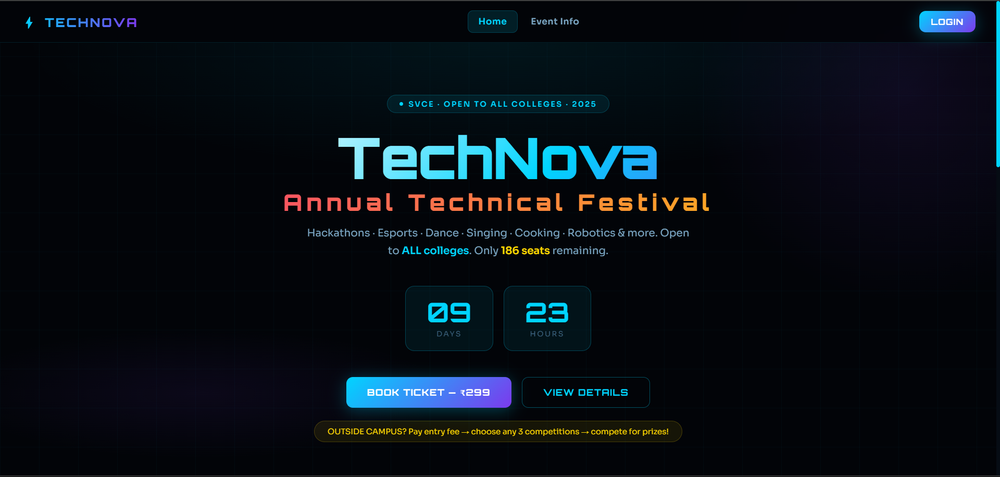 TECHNOVA
Home
Event Info
LOGIN
SVCE · OPEN TO ALL COLLEGES · 2025
TechNova
Annual Technical Festival
Hackathons · Esports · Dance · Singing · Cooking · Robotics & more. Open
to ALL colleges. Only 186 seats remaining.
09
DAYS
23
HOURS
BOOK TICKET – ₹299
VIEW DETAILS
OUTSIDE CAMPUS? Pay entry fee → choose any 3 competitions → compete for prizes!